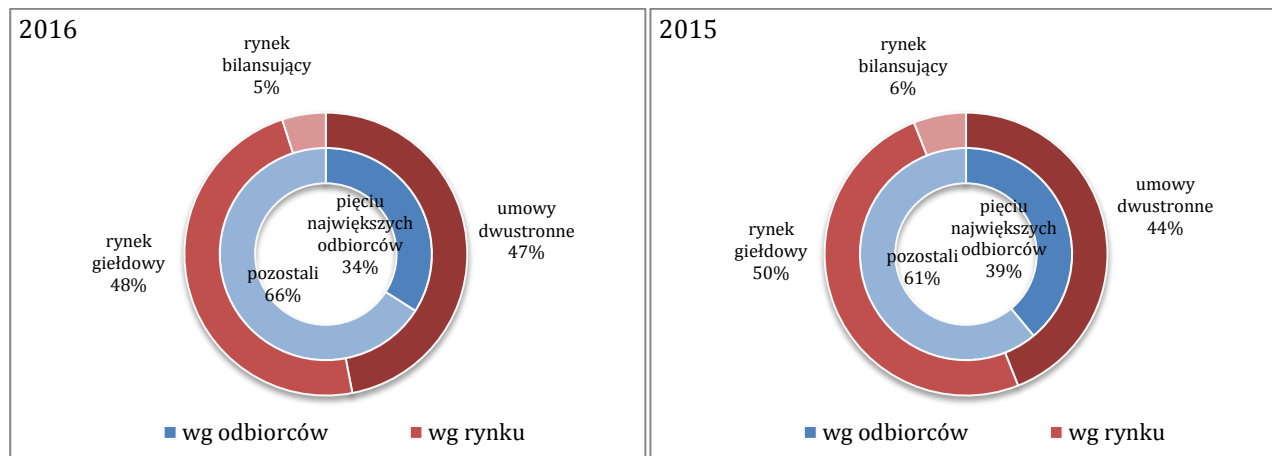 2016
rynek
bilansujący
5%
pięciu
największych
odbiorców
34%
umowy
dwustronne
47%
rynek
giełdowy
48%
pozostali
66%
wg odbiorców
wg rynku
2015
rynek
bilansujący
6%
pięciu
największych
odbiorców
39%
umowy
dwustronne
44%
rynek
giełdowy
50%
pozostali
61%
wg odbiorców
wg rynku